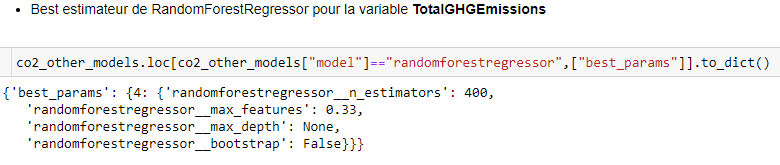 • Best estimateur de RandomForestRegressor pour la variable TotalGHGEmissions
co2_other_models.loc[co2_other_models["model"]=="randomforestregressor",["best_params"]].to_dict()
{'best_params': {4: {'randomforestregressor__n_estimators': 400,
'randomforestregressor__max_features': 0.33,
'randomforestregressor__max_depth': None,
'randomforestregressor__bootstrap': False}}}